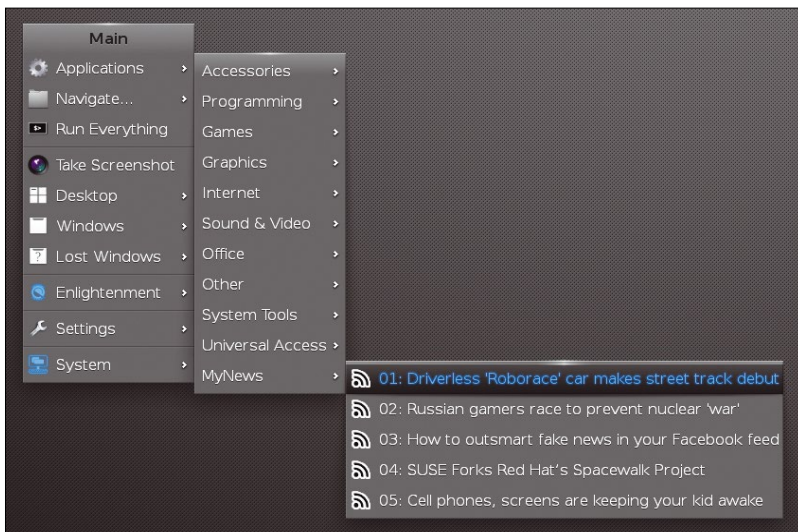 Main
Applications
Navigate...
Run Everything
Take Screenshot
Desktop
Windows
Lost Windows
Enlightenment
Settings
System
Accessories
Programming
Games
Graphics
Internet
Sound & Video
Office
Other
System Tools
Universal Access
MyNews
01: Driverless 'Roborace' car makes street track debut
02: Russian gamers race to prevent nuclear 'war'
03: How to outsmart fake news in your Facebook feed
04: SUSE Forks Red Hat's Spacewalk Project
05: Cell phones, screens are keeping your kid awake